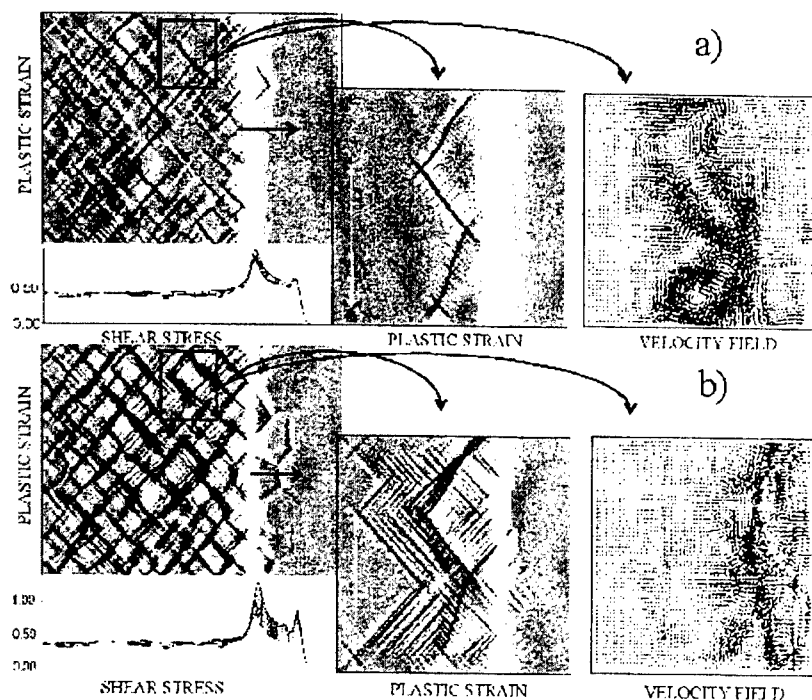 a)
PLASTIC STRAIN
0.50
0.00
SHEAR STRESS
PLASTIC STRAIN
VELOCITY FIELD
b)
PLASTIC STRAIN
1.00
0.50
0.00
SHEAR STRESS
PLASTIC STRAIN
VELOCITY FIELD